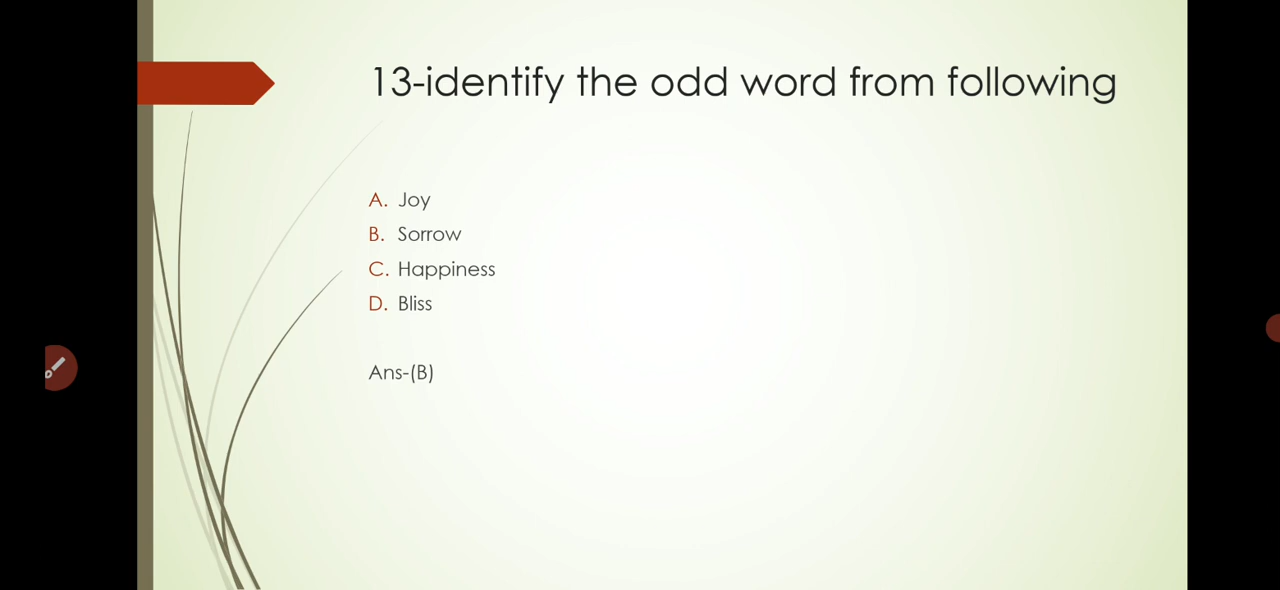 13-identify the odd word from following
A. Joy
B. Sorrow
C. Happiness
D. Bliss
Ans-(B)